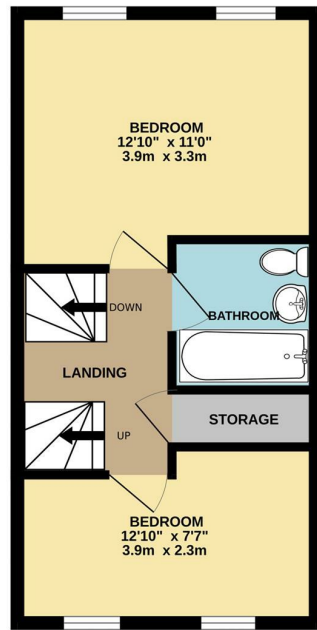 BEDROOM
12'10" x 11'0"
3.9m x 3.3m
DOWN
BATHROOM
LANDING
STORAGE
UP
BEDROOM
12'10" x 7'7"
3.9m x 2.3m